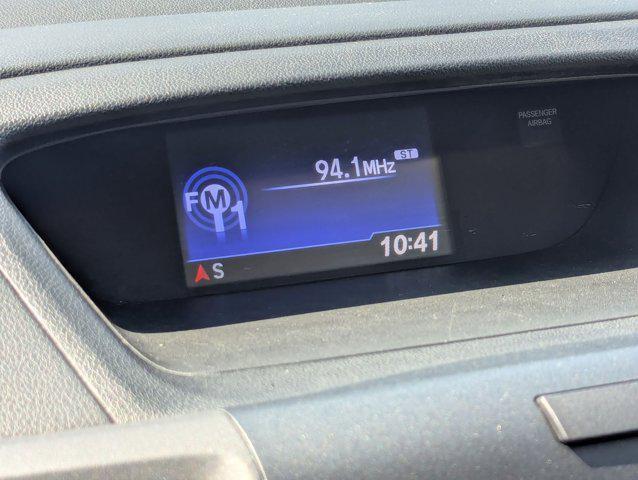 PASSENGER
AIRBAG
94.1MHz ST
FM1
10:41
S